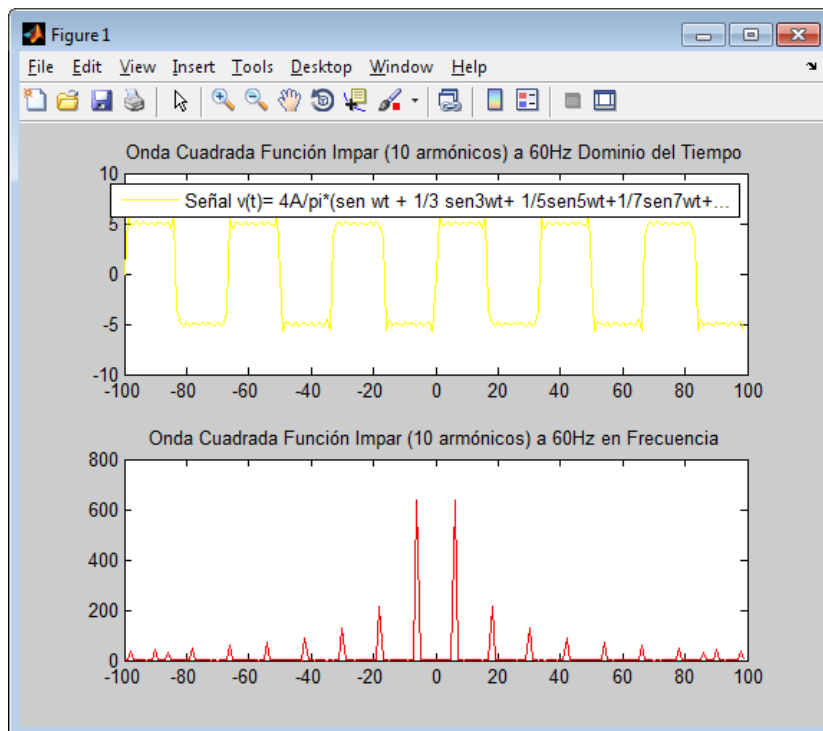 Figure 1
File Edit View Insert Tools Desktop Window Help
Onda Cuadrada Función Impar (10 armónicos) a 60Hz Dominio del Tiempo
10
Señal v(t)= 4A/pi*(sen wt + 1/3 sen3wt+ 1/5sen5wt+1/7sen7wt+...
5
0
-5
-10
-100 -80 -60 -40 -20 0 20 40 60 80 100
Onda Cuadrada Función Impar (10 armónicos) a 60Hz en Frecuencia
800
600
400
200
0
-100 -80 -60 -40 -20 0 20 40 60 80 100